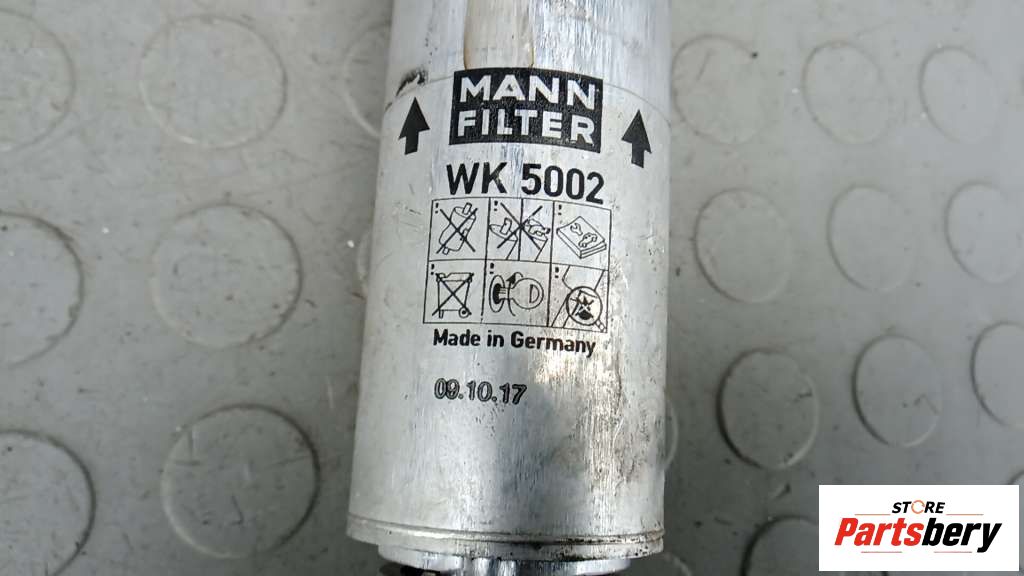 MANN
FILTER
WK 5002
Made in Germany
09.10.17
STORE
Partsbery